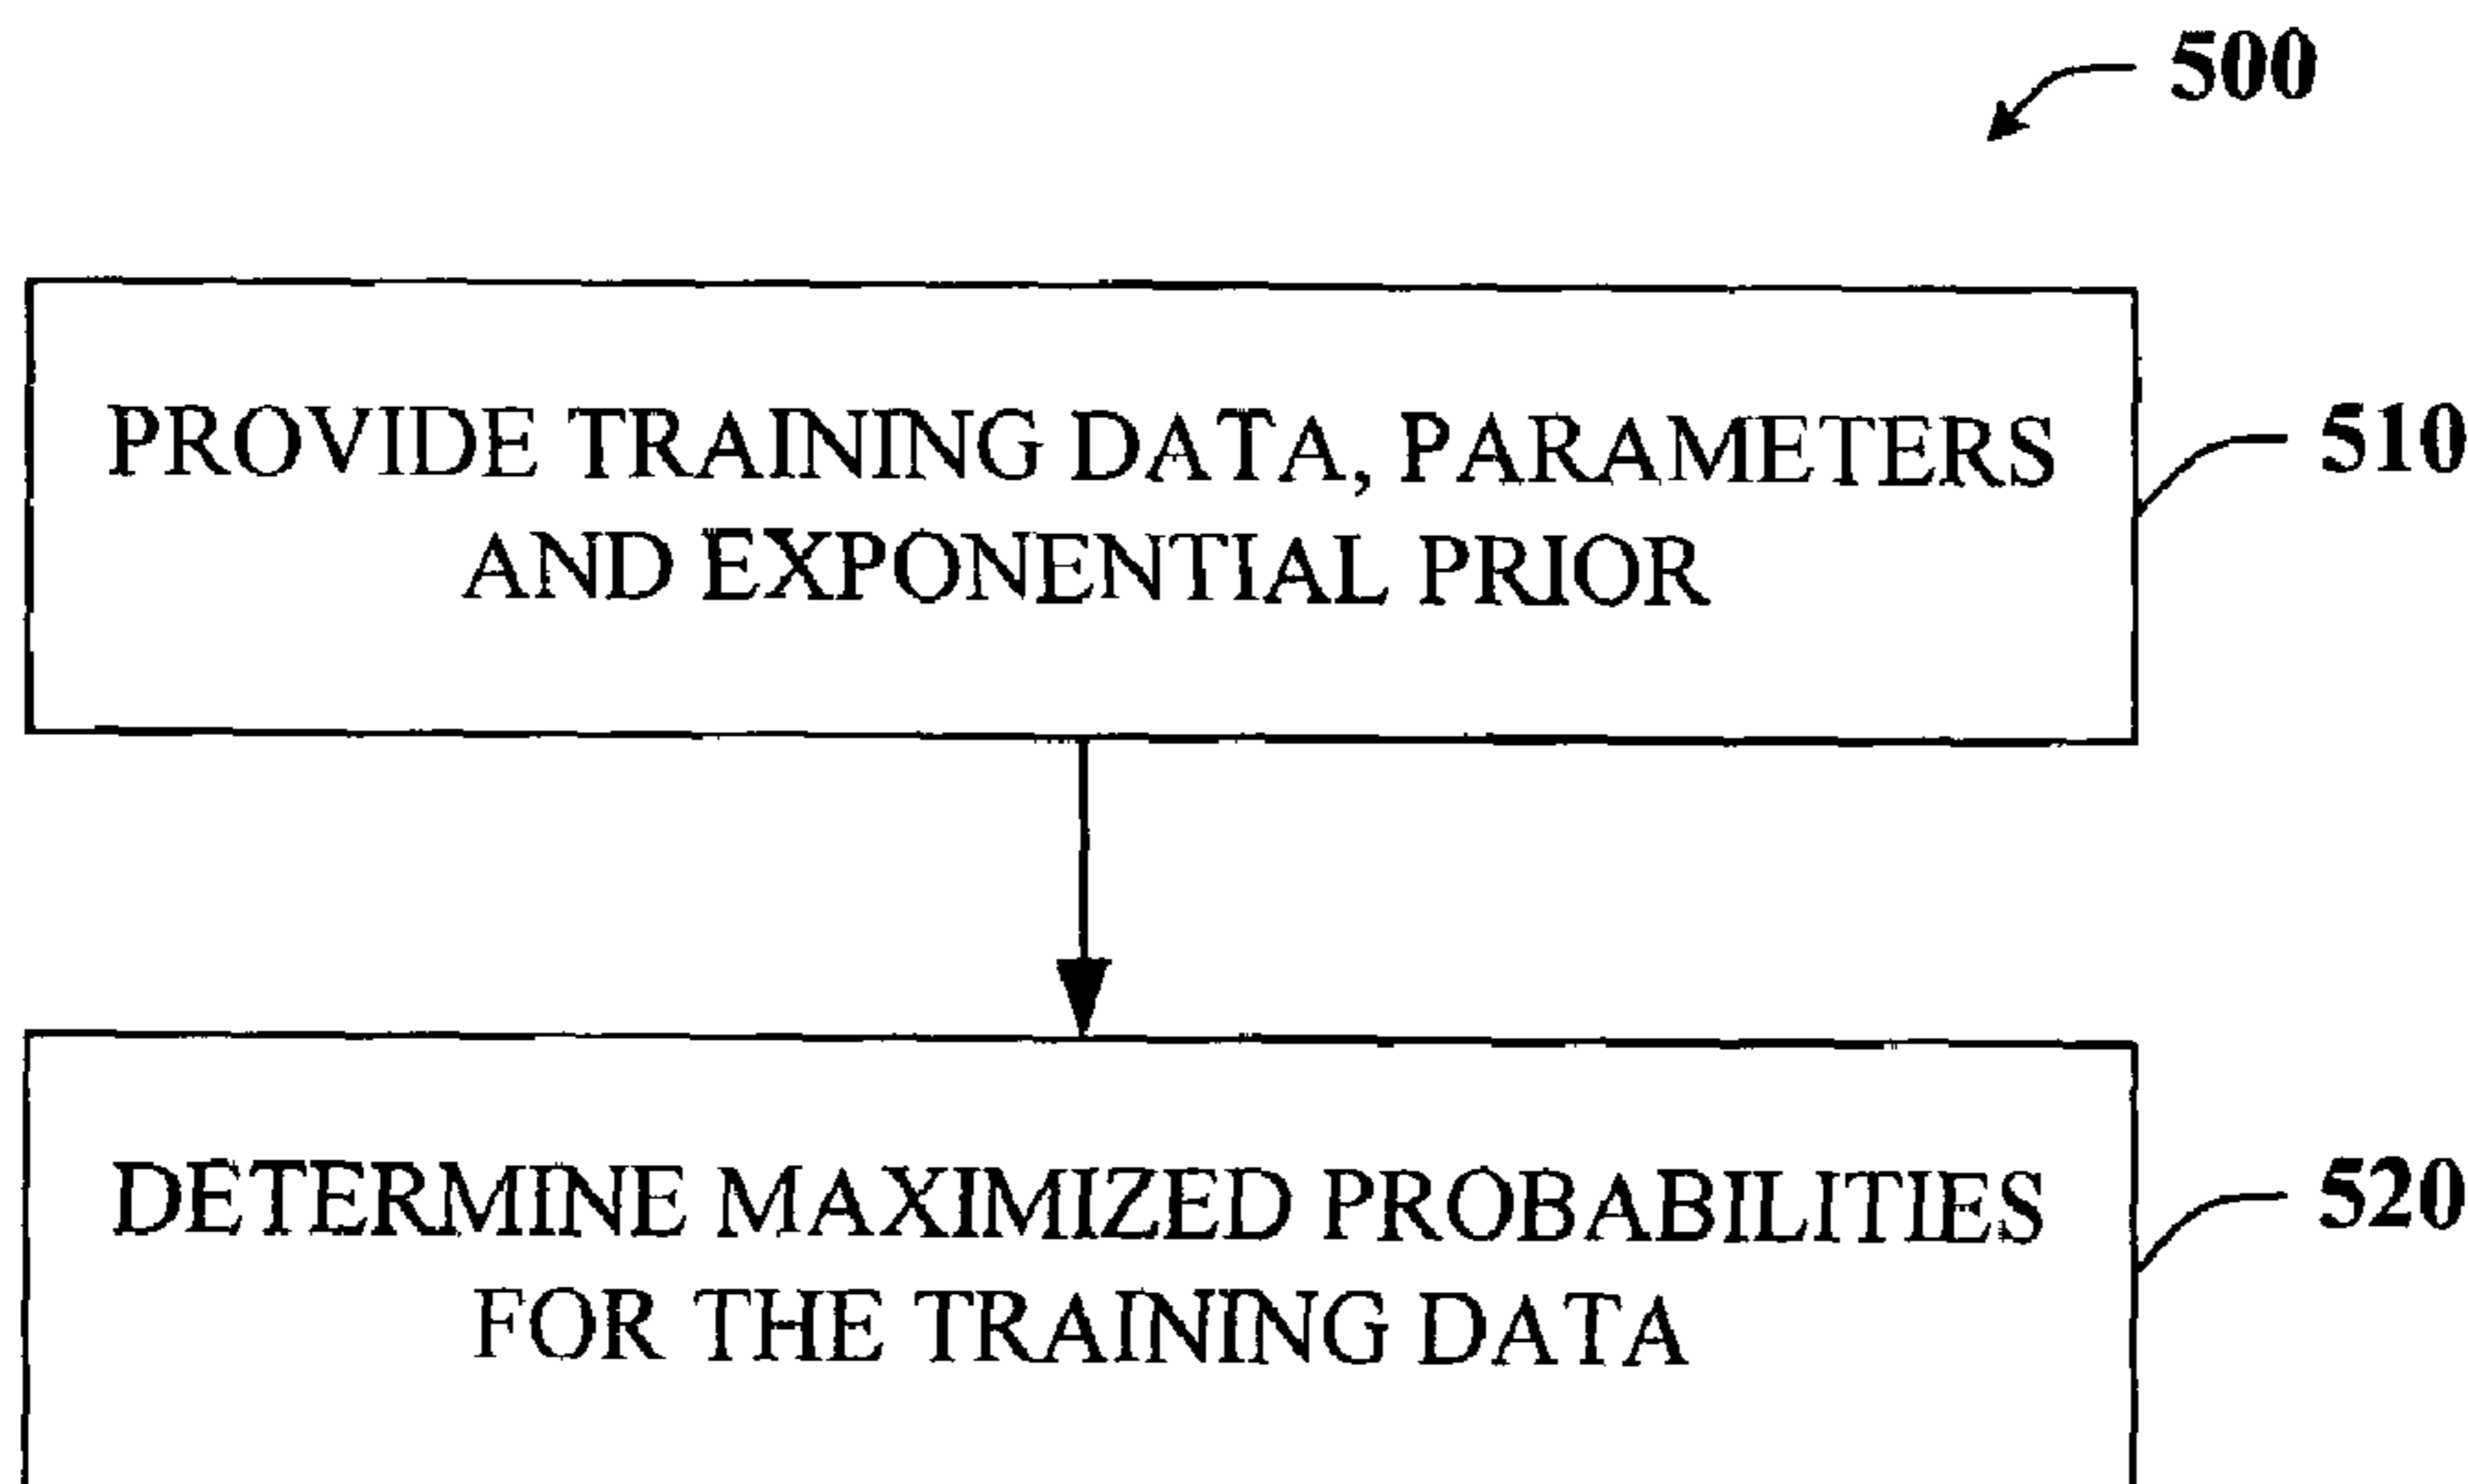 500
PROVIDE TRAINING DATA, PARAMETERS
AND EXPONENTIAL PRIOR
510
DETERMINE MAXIMIZED PROBABILITIES
FOR THE TRAINING DATA
520